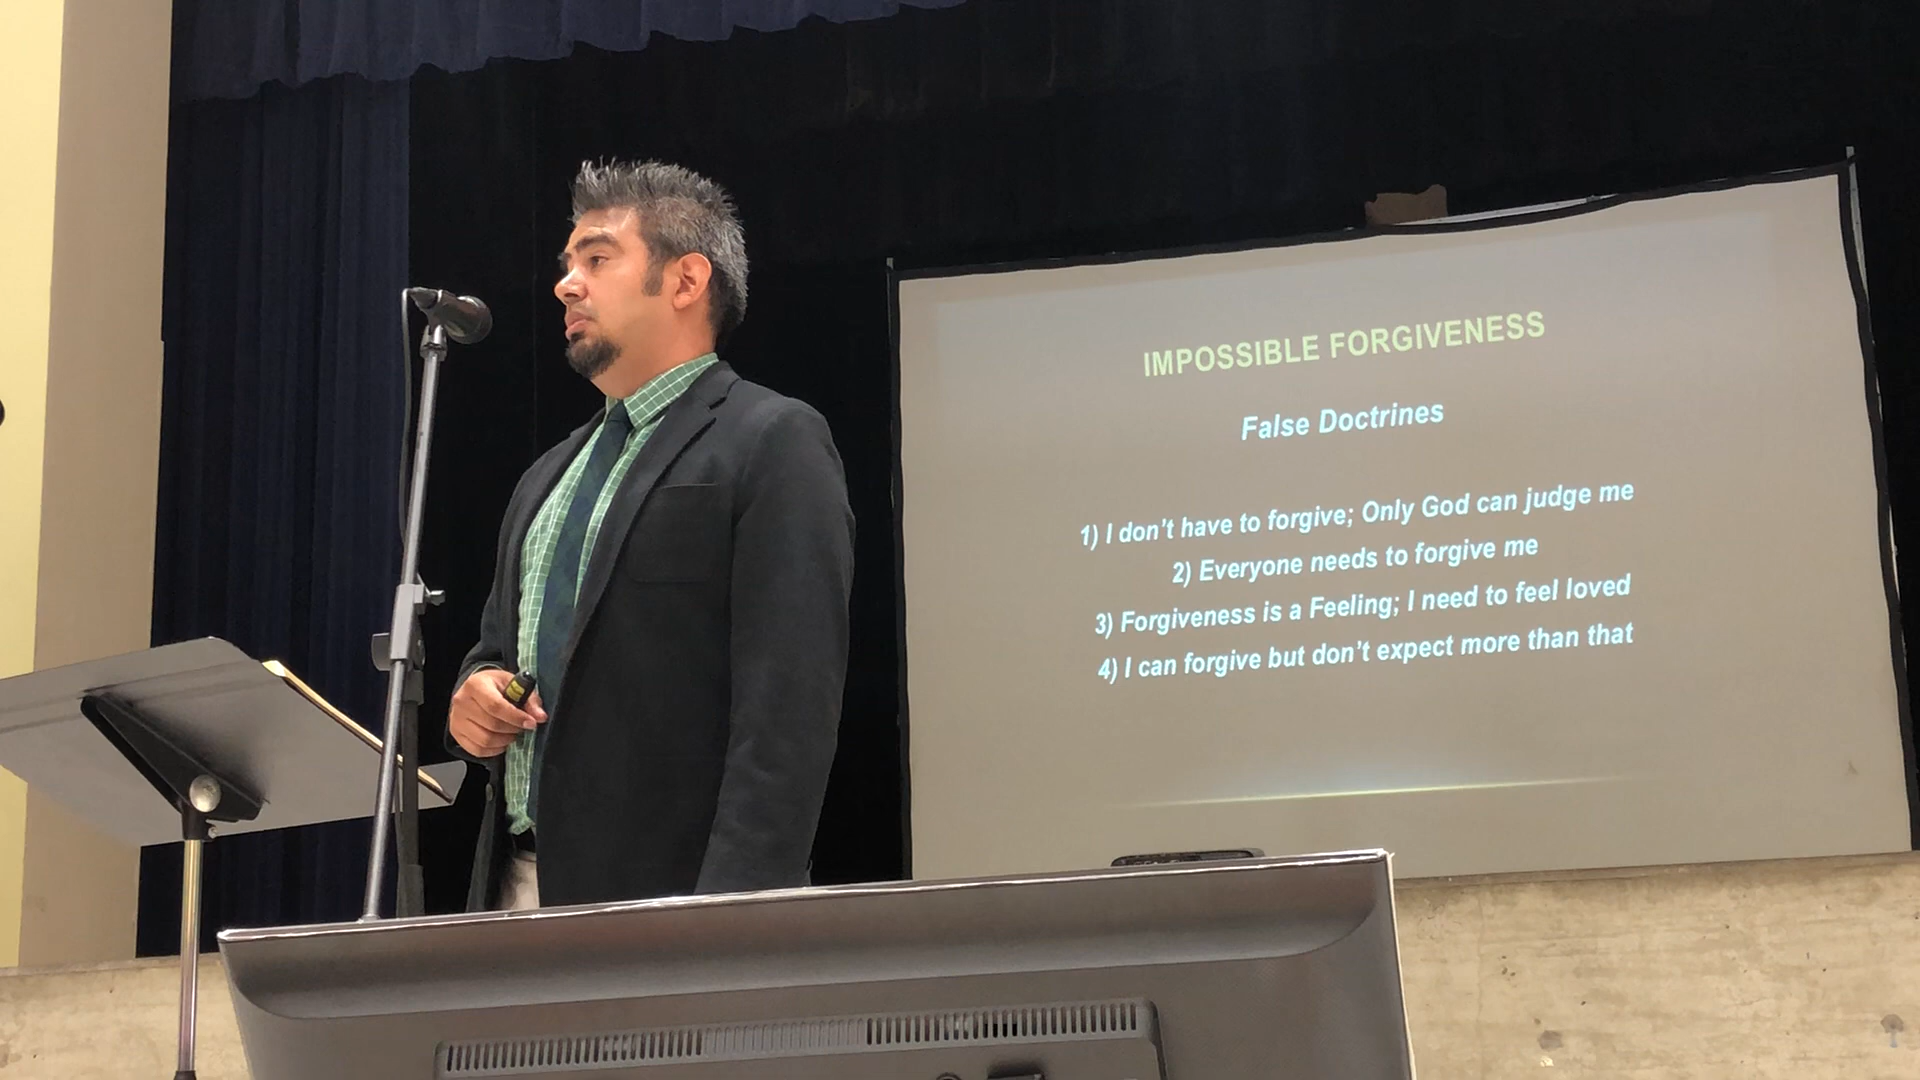 IMPOSSIBLE FORGIVENESS
False Doctrines
1) I don't have to forgive; Only God can judge me
2) Everyone needs to forgive me
3) Forgiveness is a Feeling; I need to feel loved
4) I can forgive but don't expect more than that